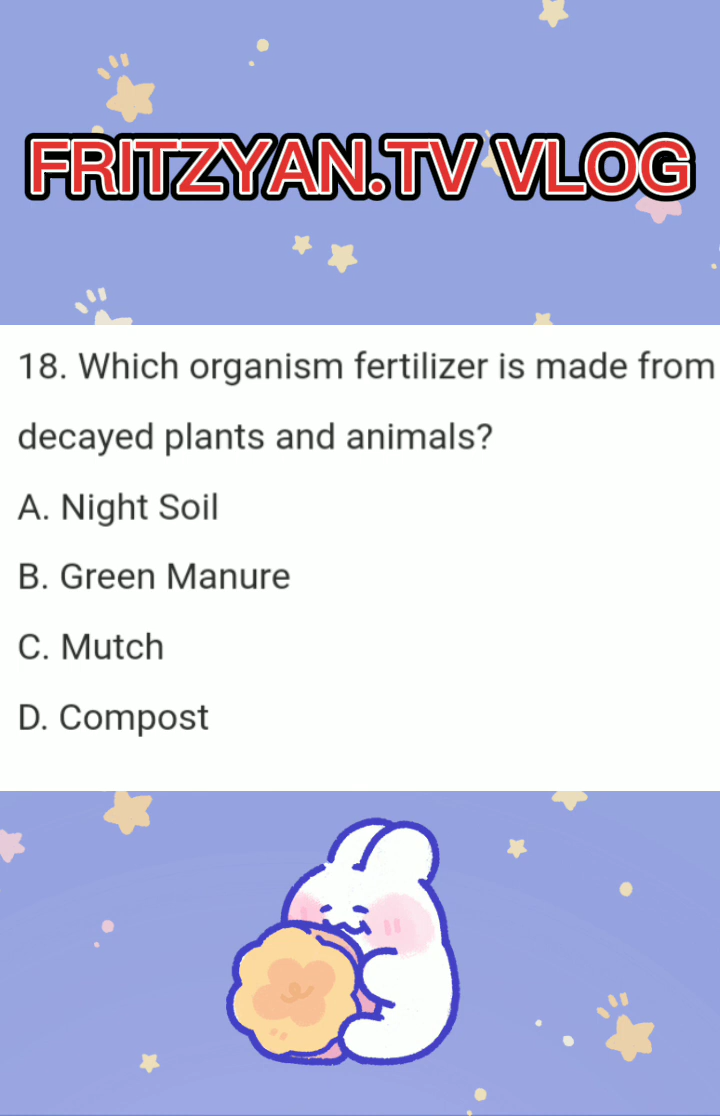 FRITZYAN.TV VLOG
18. Which organism fertilizer is made from
decayed plants and animals?
A. Night Soil
B. Green Manure
C. Mutch
D. Compost